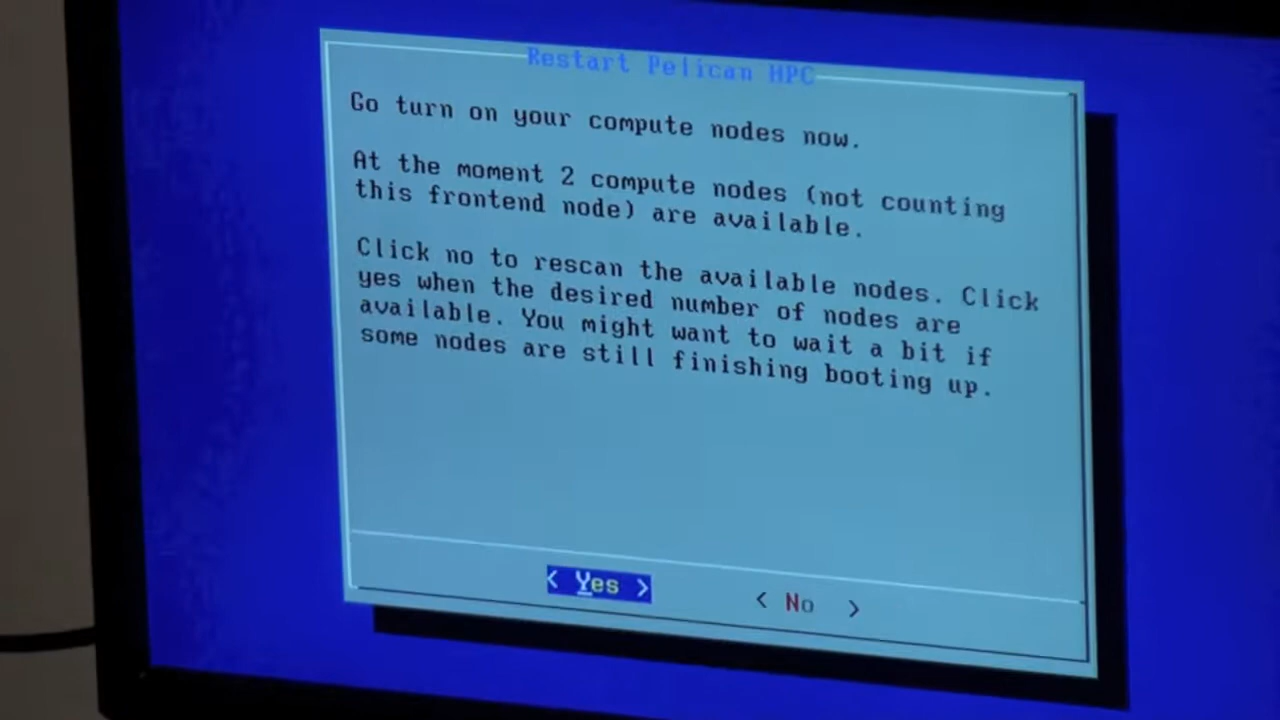 Restart Pelican HPC
Go turn on your compute nodes now.
At the moment 2 compute nodes (not counting
this frontend node) are available.
Click no to rescan the available nodes. Click
yes when the desired number of nodes are
available. You might want to wait a bit if
some nodes are still finishing booting up.
< Yes > < No >